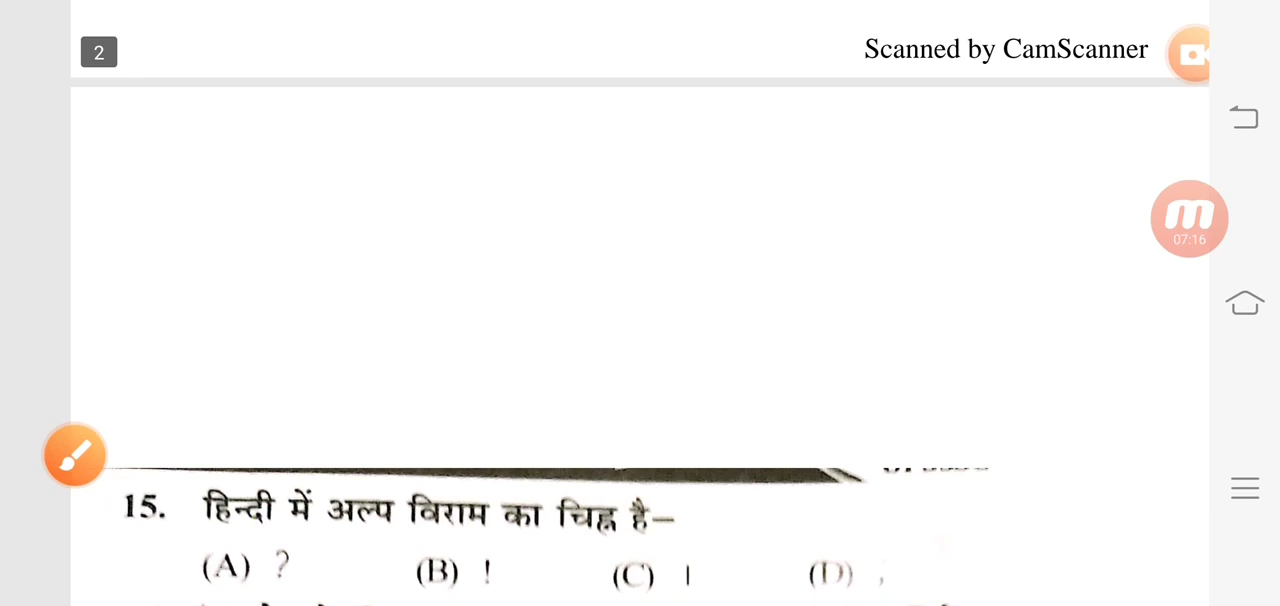 2
Scanned by CamScanner
07:16
15. हिन्दी में अल्प विराम का चिह्न है–
(A) ? (B) ! (C) । (D) ,